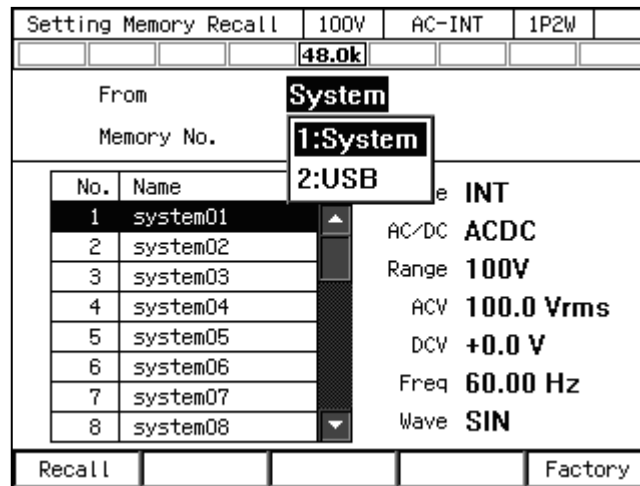 Setting Memory Recall 100V AC-INT 1P2W
48.0k
From System
Memory No. 1:System
2:USB
No. Name
e INT
1 system01
AC/DC ACDC
2 system02
3 system03
Range 100V
4 system04
ACV 100.0 Vrms
5 system05
DCV +0.0 V
6 system06
Freq 60.00 Hz
7 system07
8 system08
Wave SIN
Recall Factory